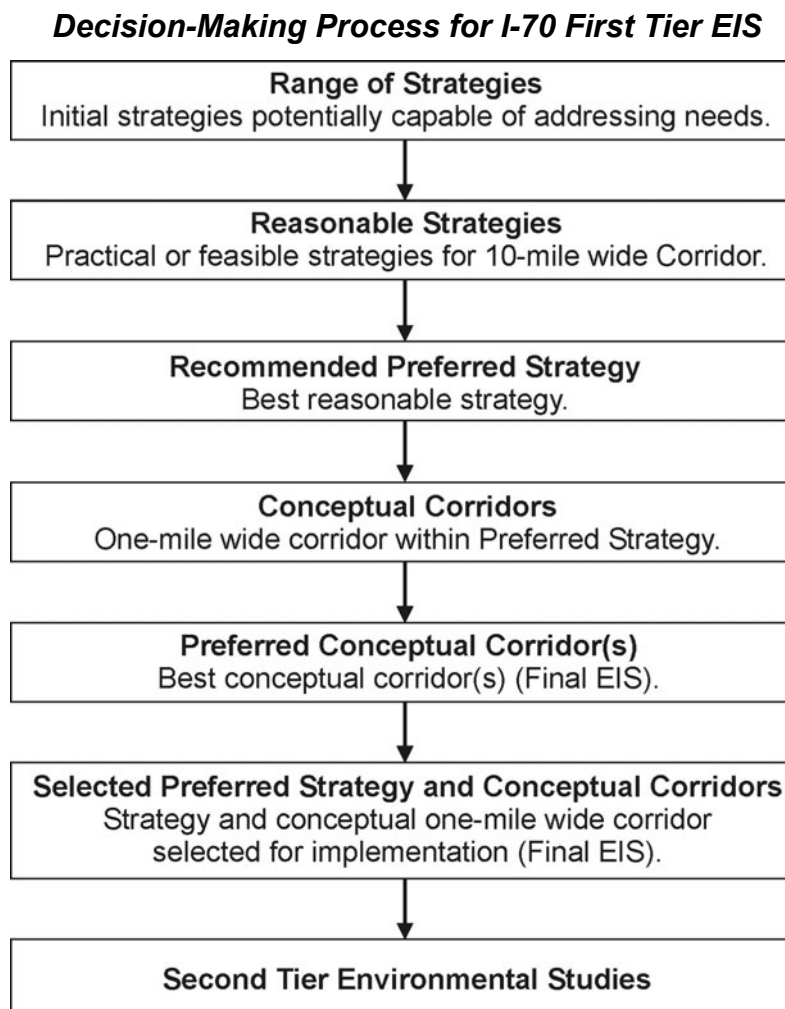 Decision-Making Process for I-70 First Tier EIS
Range of Strategies
Initial strategies potentially capable of addressing needs.
Reasonable Strategies
Practical or feasible strategies for 10-mile wide Corridor.
Recommended Preferred Strategy
Best reasonable strategy.
Conceptual Corridors
One-mile wide corridor within Preferred Strategy.
Preferred Conceptual Corridor(s)
Best conceptual corridor(s) (Final EIS).
Selected Preferred Strategy and Conceptual Corridors
Strategy and conceptual one-mile wide corridor
selected for implementation (Final EIS).
Second Tier Environmental Studies